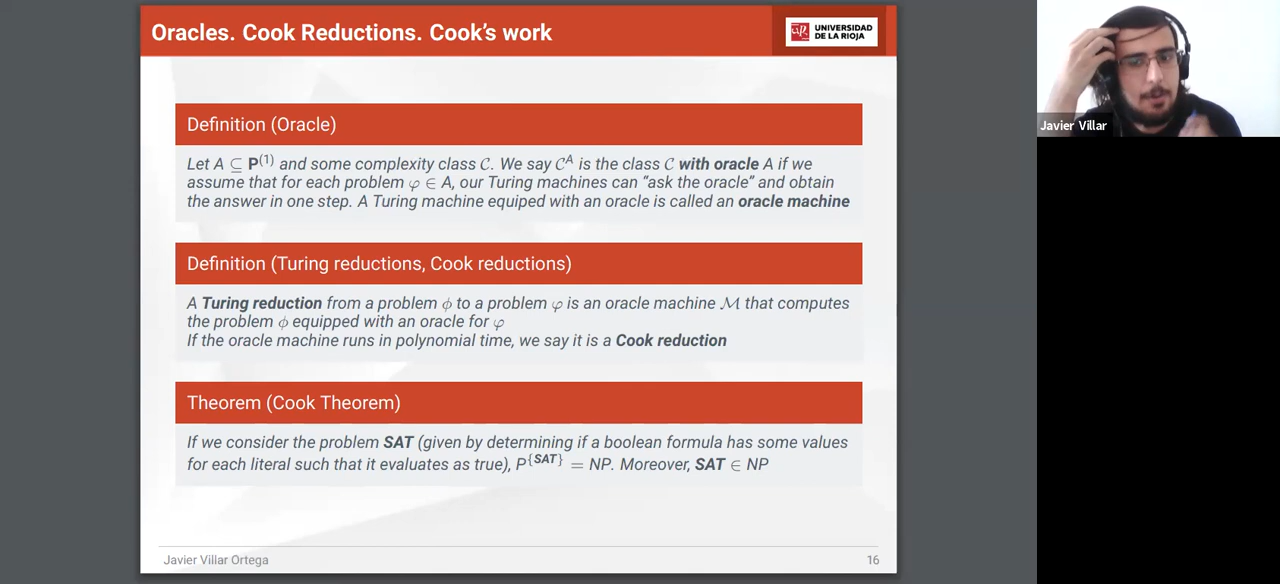 Oracles. Cook Reductions. Cook's work
UNIVERSIDAD
DE LA RIOJA
Javier Villar
Definition (Oracle)
Let A ⊆ P⁽¹⁾ and some complexity class 𝒞. We say 𝒞ᴬ is the class 𝒞 with oracle A if we
assume that for each problem φ ∈ A, our Turing machines can “ask the oracle” and obtain
the answer in one step. A Turing machine equiped with an oracle is called an oracle machine
Definition (Turing reductions, Cook reductions)
A Turing reduction from a problem ϕ to a problem φ is an oracle machine ℳ that computes
the problem ϕ equipped with an oracle for φ
If the oracle machine runs in polynomial time, we say it is a Cook reduction
Theorem (Cook Theorem)
If we consider the problem SAT (given by determining if a boolean formula has some values
for each literal such that it evaluates as true), P^{SAT} = NP. Moreover, SAT ∈ NP
Javier Villar Ortega
16